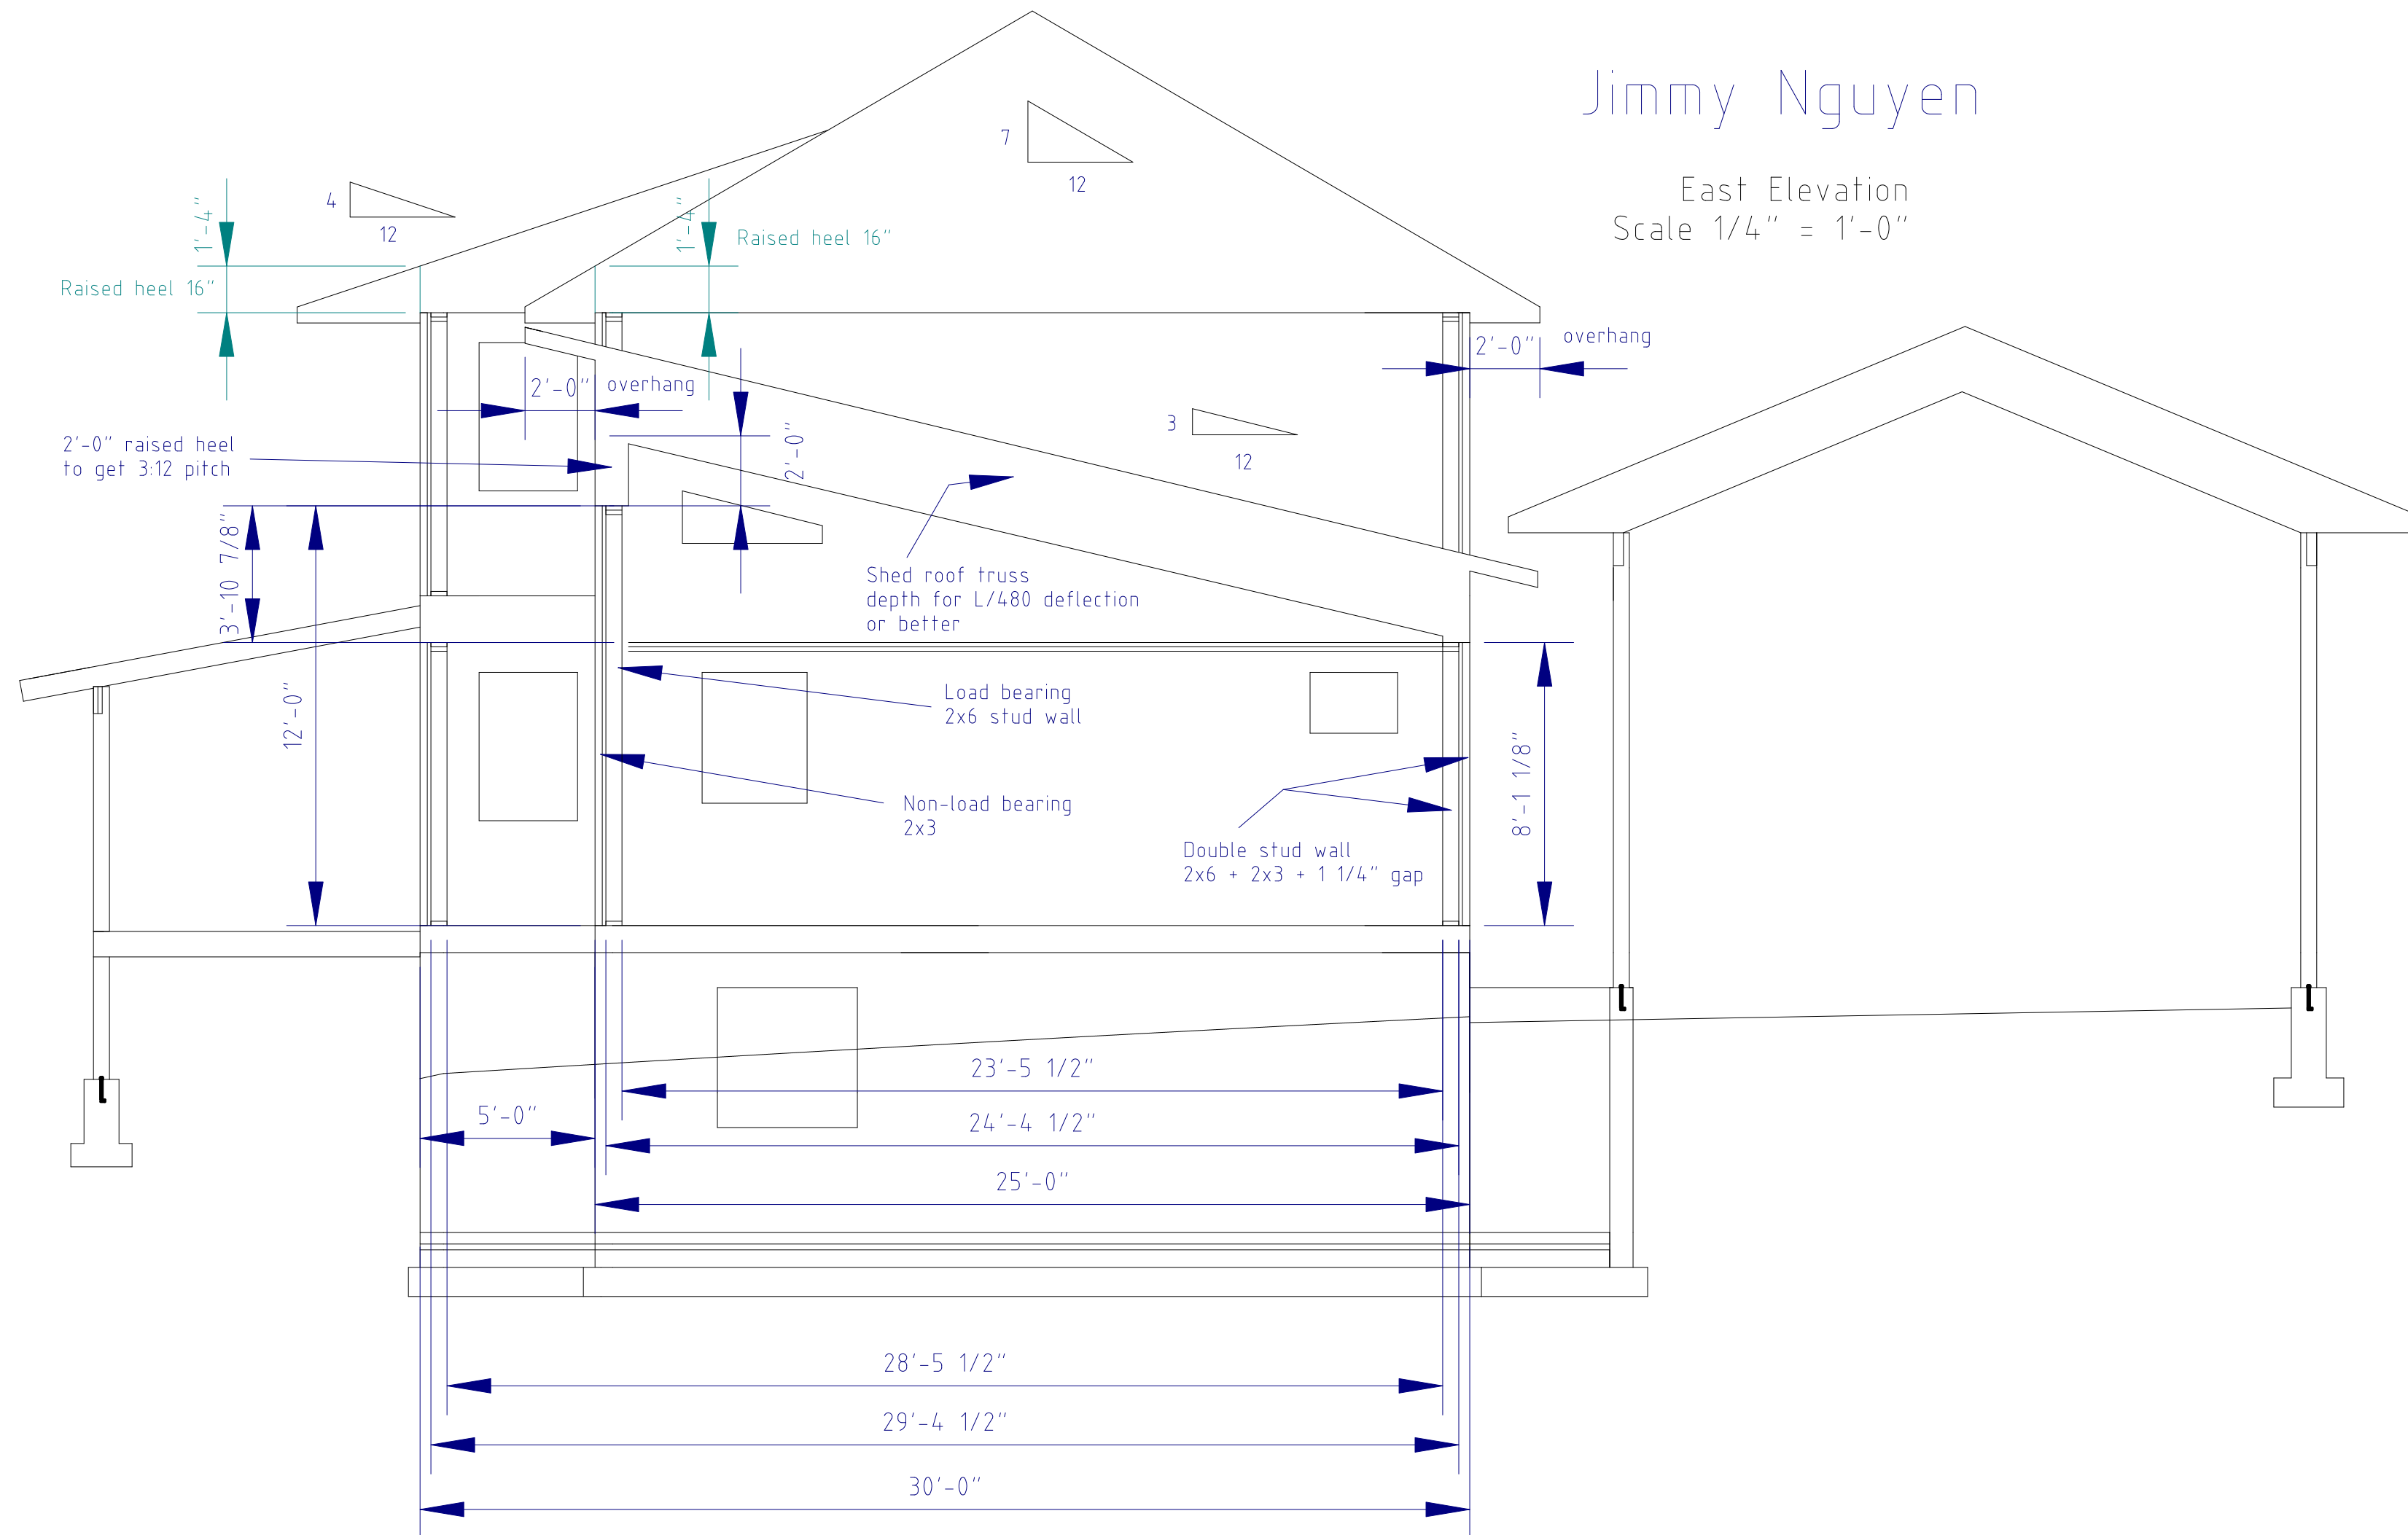 Jimmy Nguyen
East Elevation
Scale 1/4" = 1'-0"
7
12
4
12
1'-4"
1'-4"
Raised heel 16"
Raised heel 16"
overhang
2'-0"
2'-0" overhang
3
12
2'-0" raised heel
to get 3:12 pitch
2'-0"
3'-10 7/8"
Shed roof truss
depth for L/480 deflection
or better
12'-0"
Load bearing
2x6 stud wall
8'-1 1/8"
Non-load bearing
2x3
Double stud wall
2x6 + 2x3 + 1 1/4" gap
23'-5 1/2"
5'-0"
24'-4 1/2"
25'-0"
28'-5 1/2"
29'-4 1/2"
30'-0"